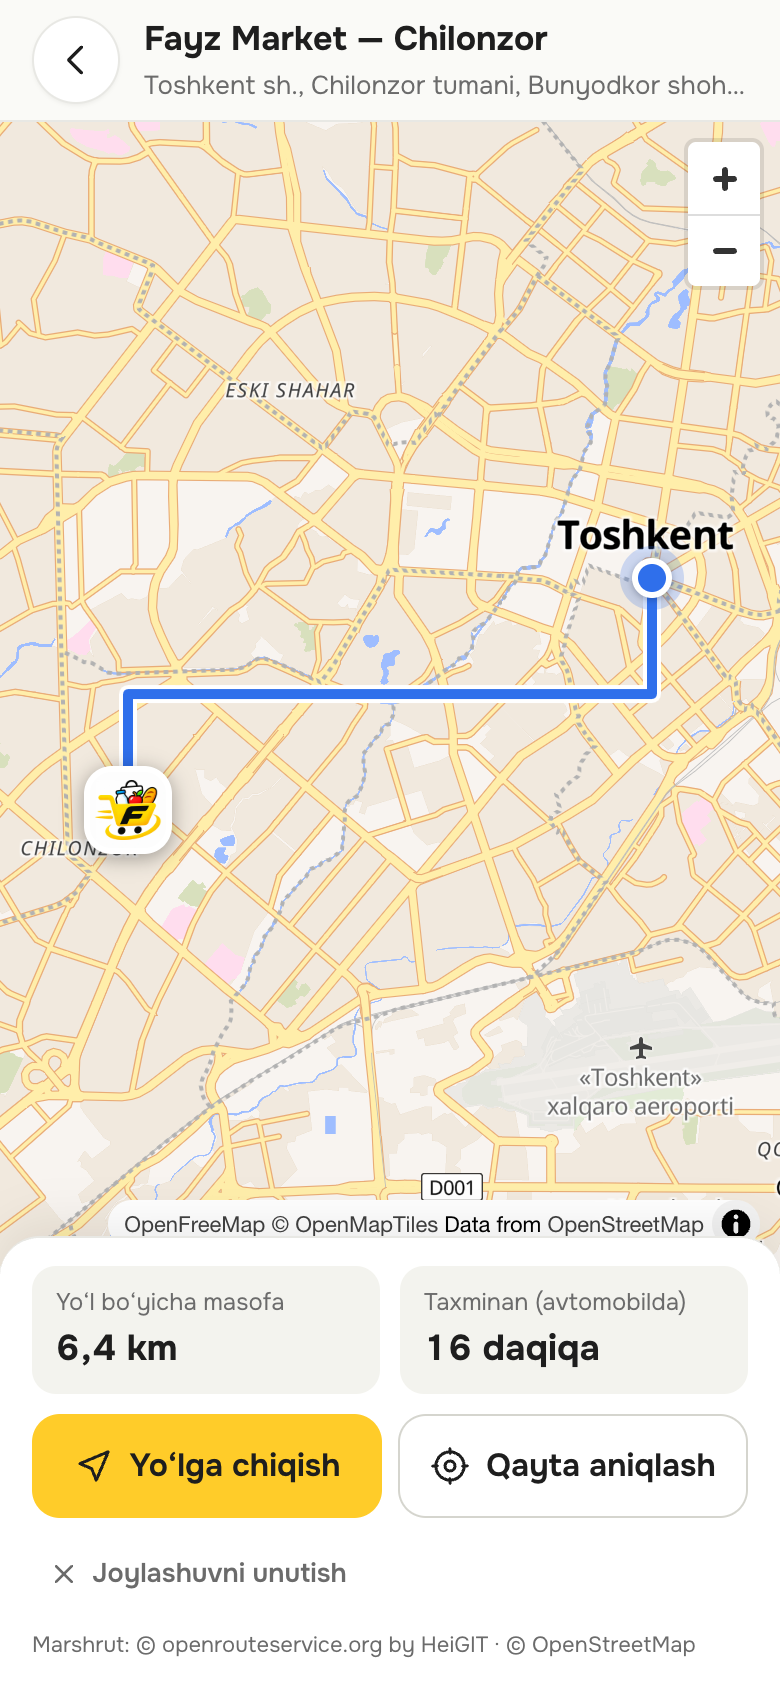 Fayz Market — Chilonzor
Toshkent sh., Chilonzor tumani, Bunyodkor shoh...
ESKI SHAHAR
Toshkent
F
«Toshkent»
xalqaro aeroporti
D001
OpenFreeMap © OpenMapTiles Data from OpenStreetMap
Yo‘l bo‘yicha masofa
6,4 km
Taxminan (avtomobilda)
16 daqiqa
Yo‘lga chiqish
Qayta aniqlash
Joylashuvni unutish
Marshrut: © openrouteservice.org by HeiGIT · © OpenStreetMap